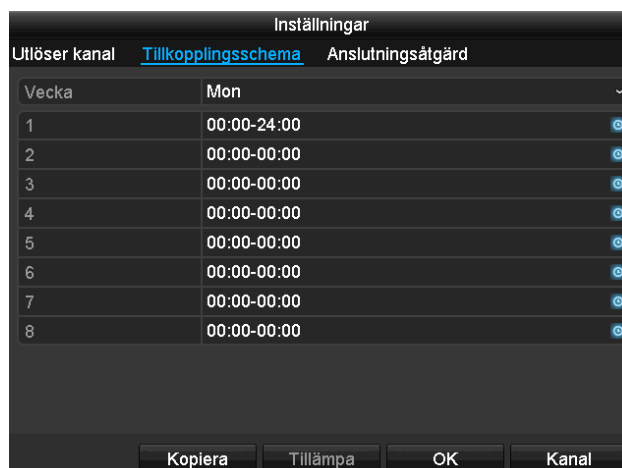 Inställningar
Utlöser kanal Tillkopplingsschema Anslutningsåtgärd
Vecka Mon
1 00:00-24:00
2 00:00-00:00
3 00:00-00:00
4 00:00-00:00
5 00:00-00:00
6 00:00-00:00
7 00:00-00:00
8 00:00-00:00
Kopiera Tillämpa OK Kanal